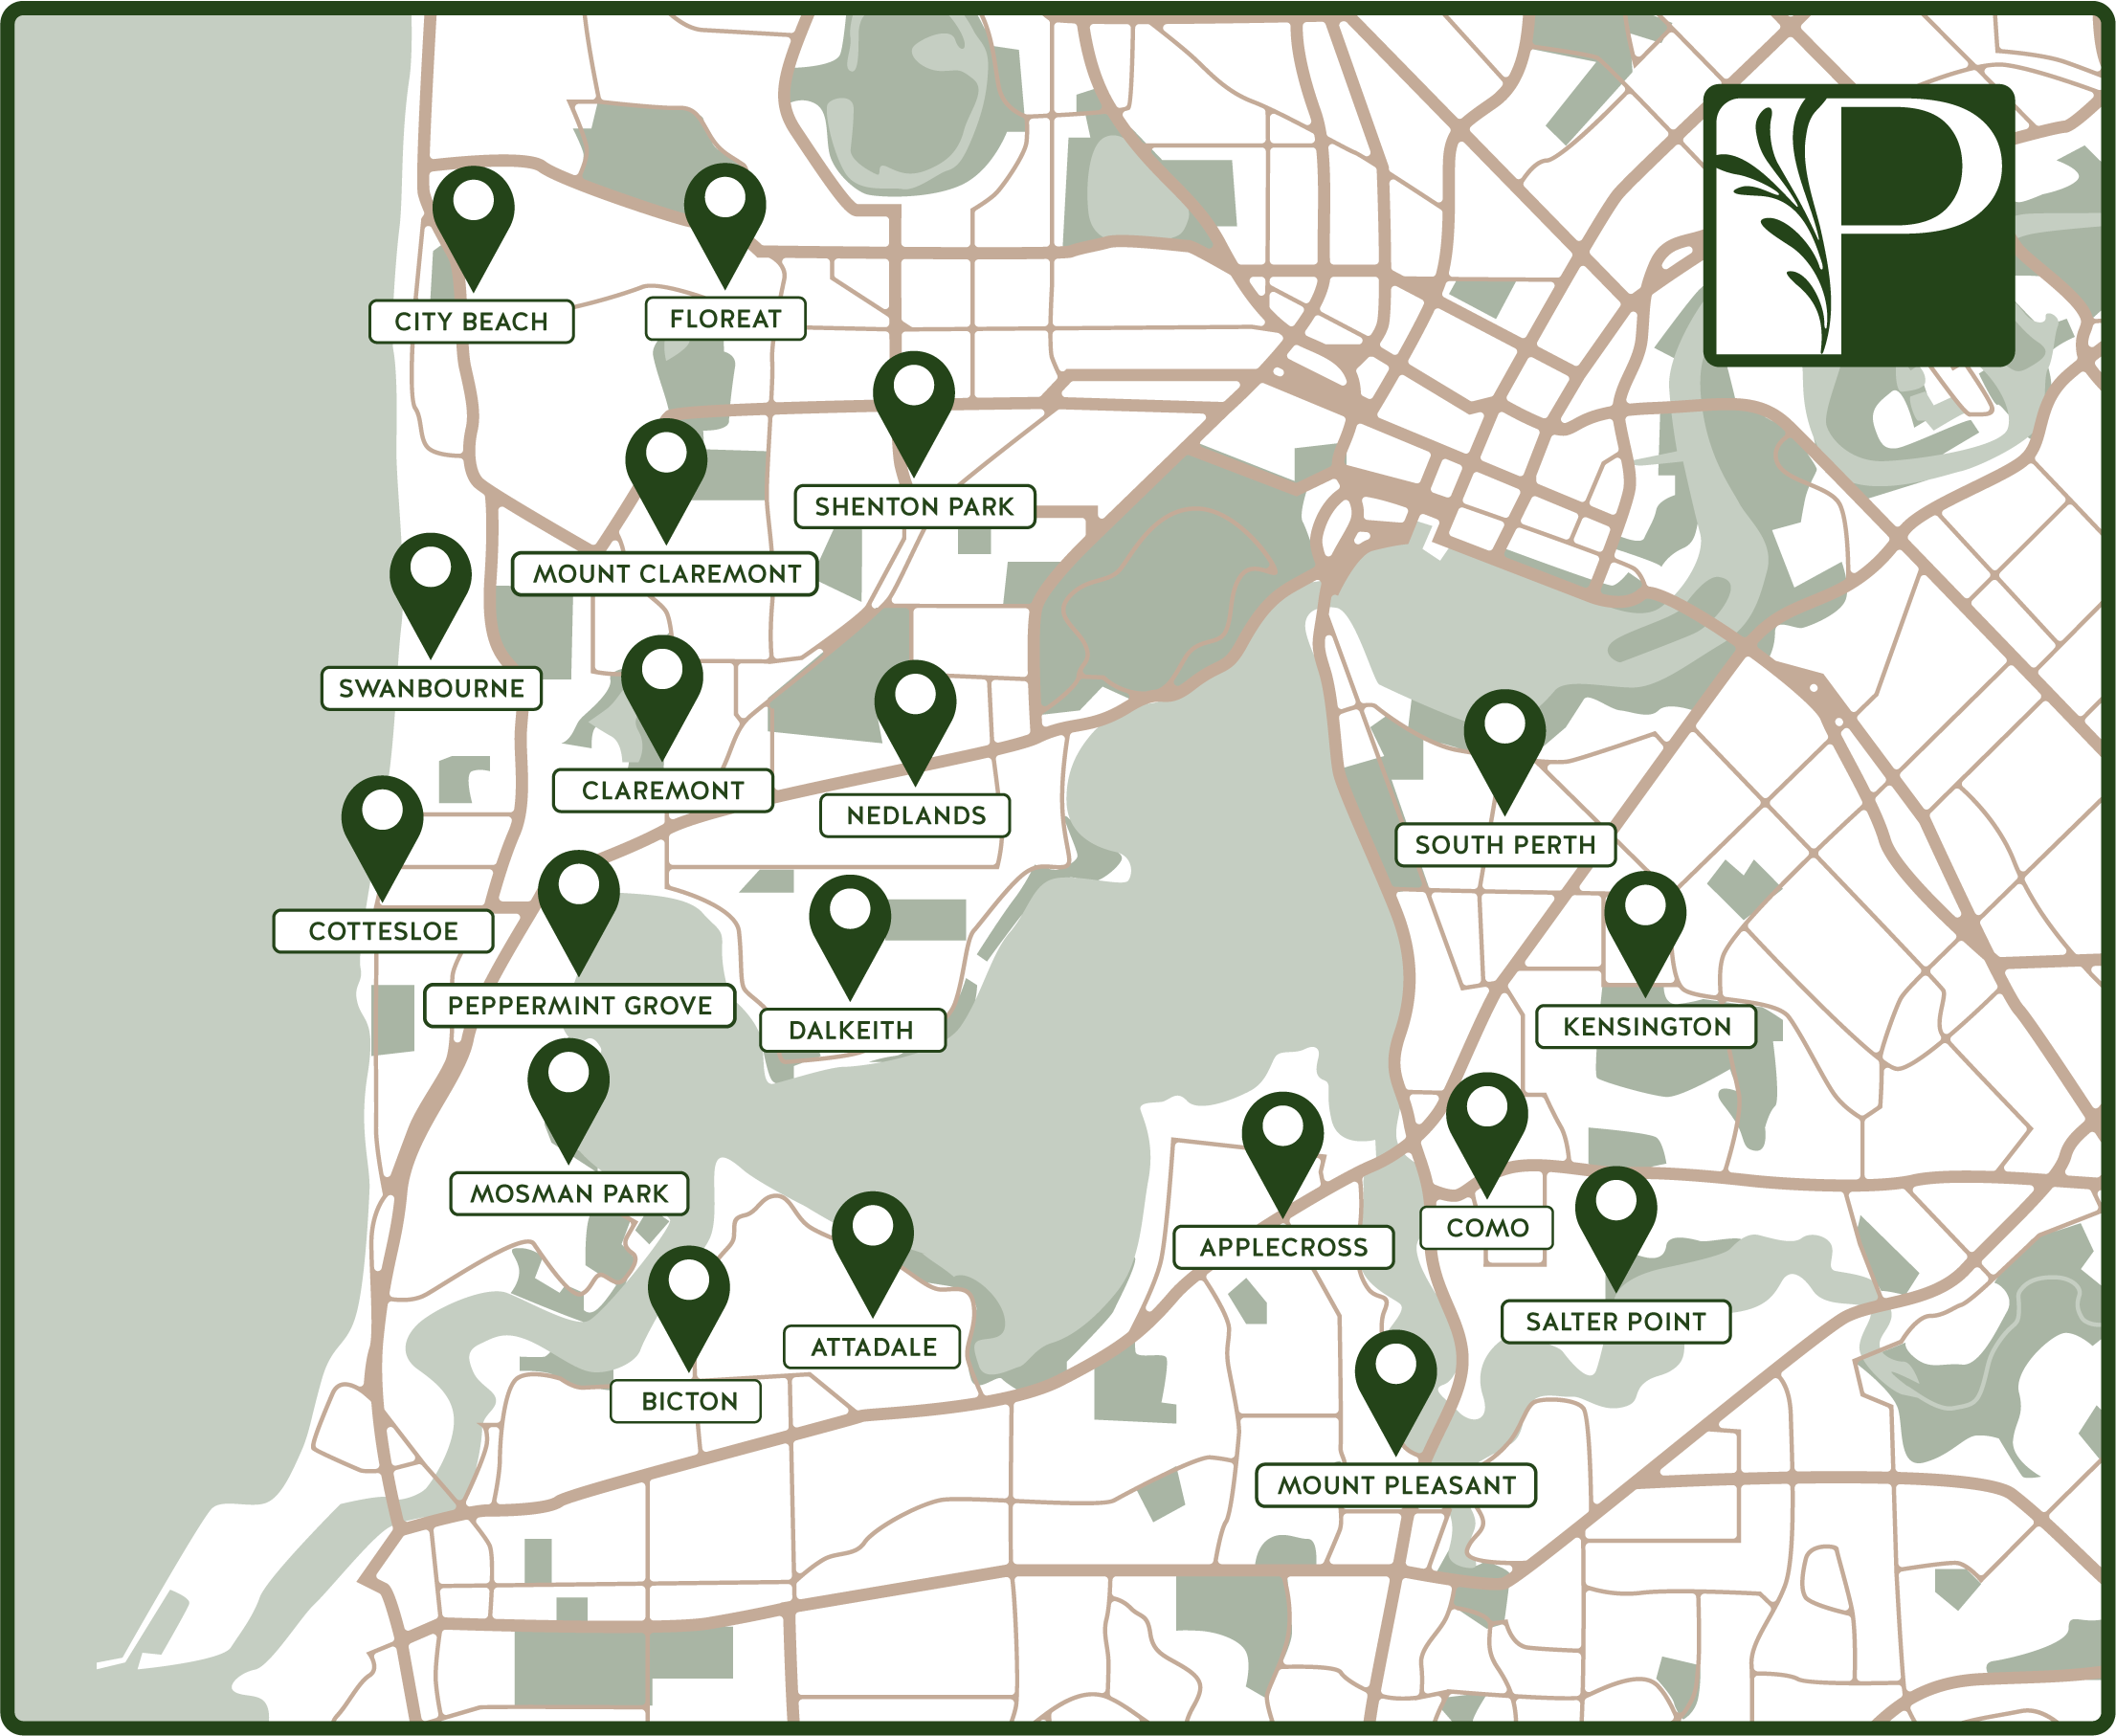 P
CITY BEACH
FLOREAT
SHENTON PARK
MOUNT CLAREMONT
SWANBOURNE
CLAREMONT
NEDLANDS
SOUTH PERTH
COTTESLOE
PEPPERMINT GROVE
DALKEITH
KENSINGTON
MOSMAN PARK
APPLECROSS
COMO
SALTER POINT
ATTADALE
BICTON
MOUNT PLEASANT